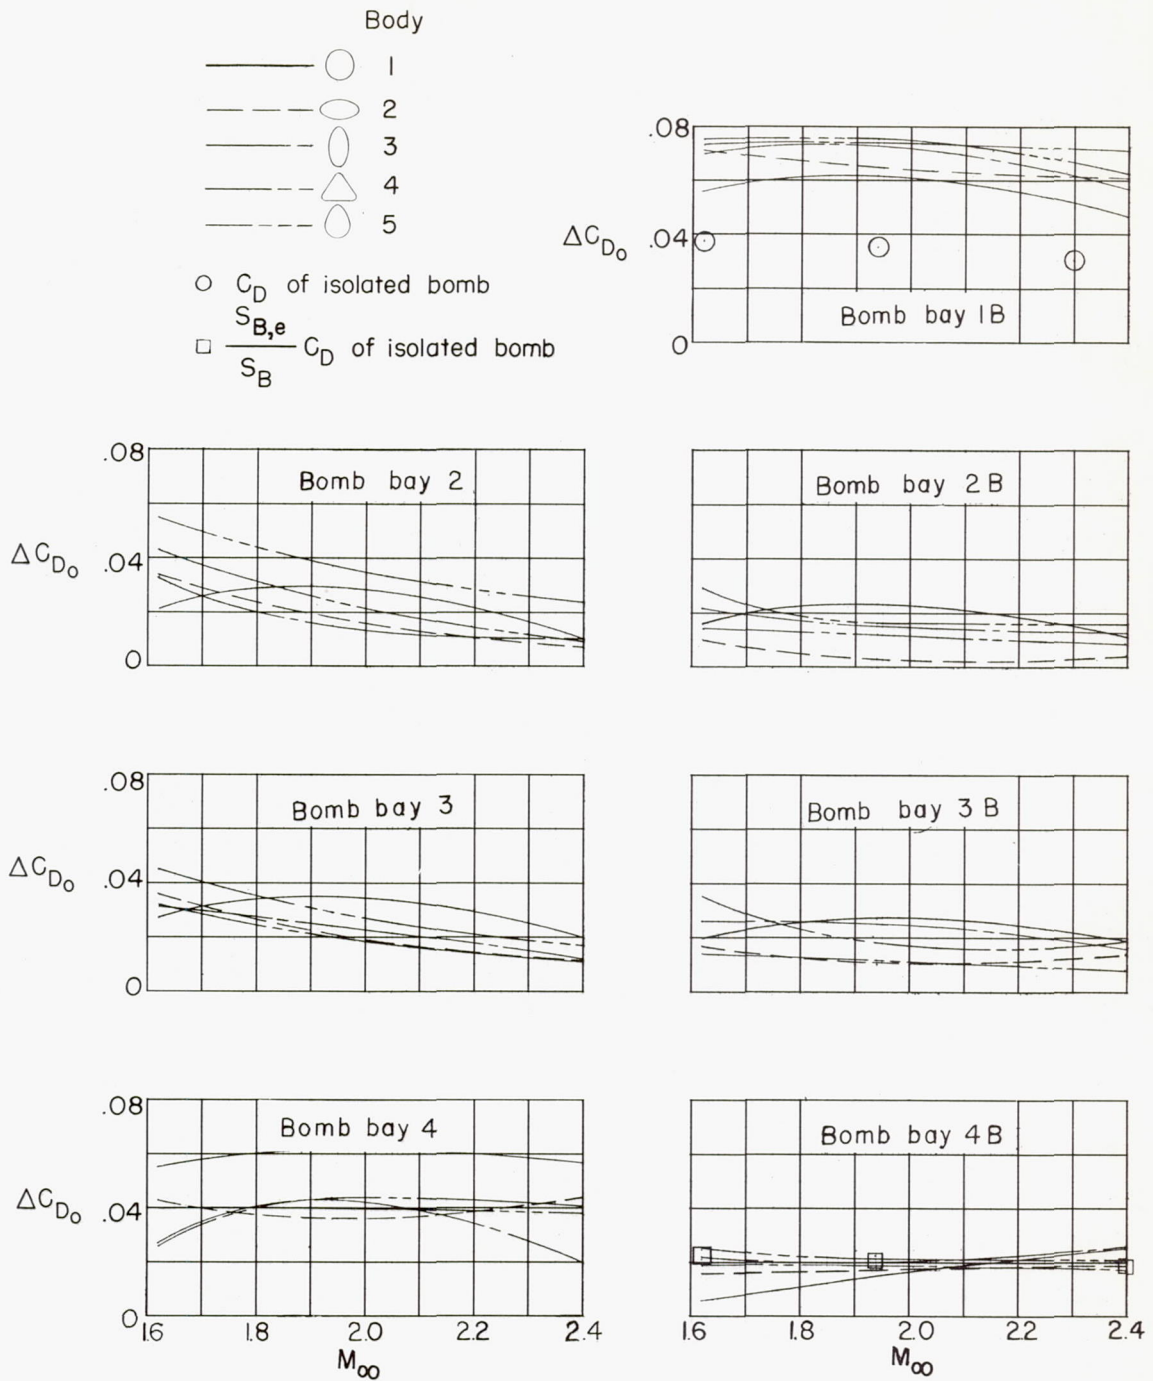 Body
1
2
3
4
5
C_D of isolated bomb
S_B,e
C_D of isolated bomb
S_B
.08
ΔC_Do .04
0
Bomb bay 1B
.08
ΔC_Do .04
0
Bomb bay 2
Bomb bay 2B
.08
ΔC_Do .04
0
Bomb bay 3
Bomb bay 3B
.08
ΔC_Do .04
0
Bomb bay 4
Bomb bay 4B
1.6 1.8 2.0 2.2 2.4
M∞
1.6 1.8 2.0 2.2 2.4
M∞